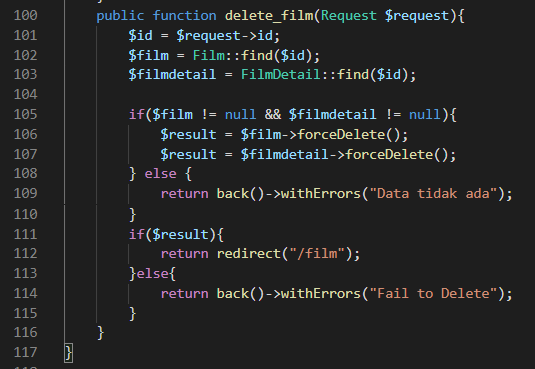 100 public function delete_film(Request $request){
101 $id = $request->id;
102 $film = Film::find($id);
103 $filmdetail = FilmDetail::find($id);
104
105 if($film != null && $filmdetail != null){
106 $result = $film->forceDelete();
107 $result = $filmdetail->forceDelete();
108 } else {
109 return back()->withErrors("Data tidak ada");
110 }
111 if($result){
112 return redirect("/film");
113 }else{
114 return back()->withErrors("Fail to Delete");
115 }
116 }
117 }